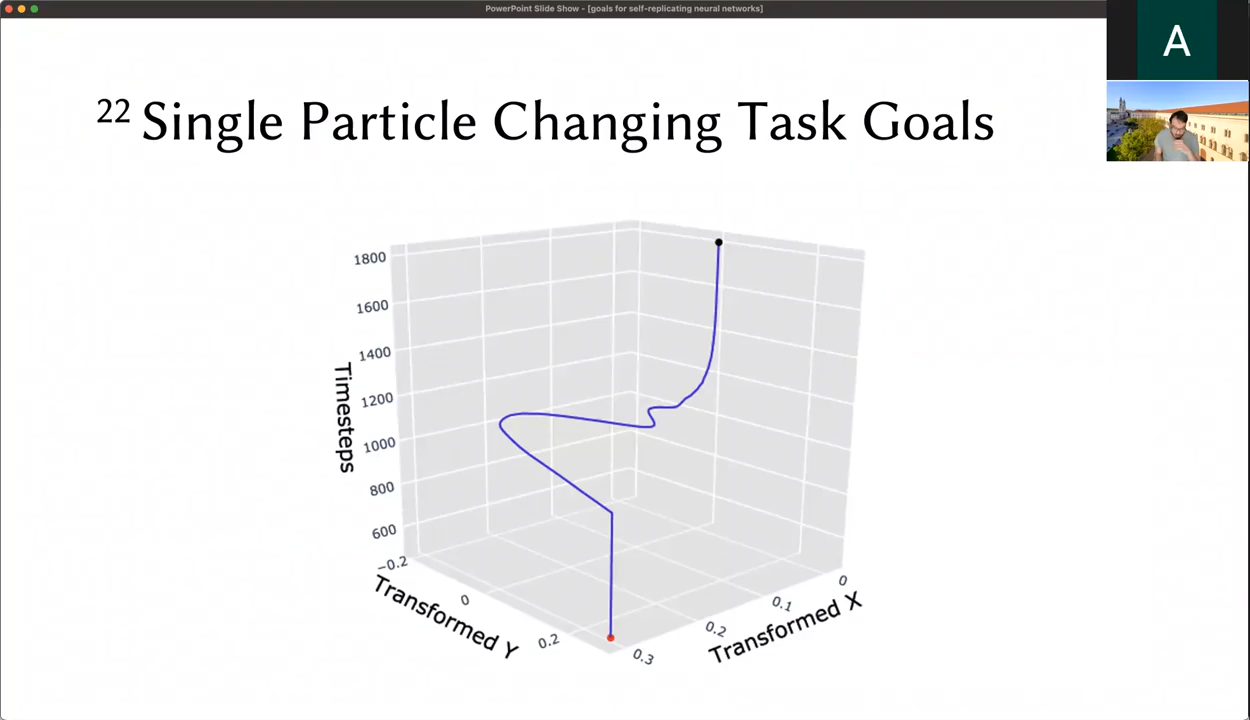 PowerPoint Slide Show - [goals for self-replicating neural networks]
A
22 Single Particle Changing Task Goals
1800
1600
1400
1200
1000
800
600
Timesteps
−0.2
0
0.2
Transformed Y
0.3
0.2
0.1
0
Transformed X